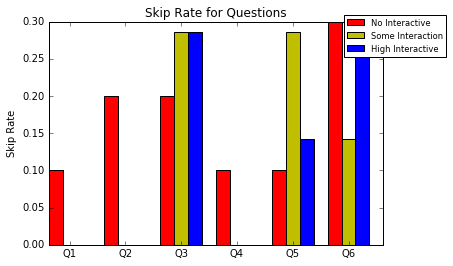 Skip Rate for Questions
No Interactive
Some Interaction
High Interactive
Skip Rate
0.30
0.25
0.20
0.15
0.10
0.05
0.00
Q1 Q2 Q3 Q4 Q5 Q6